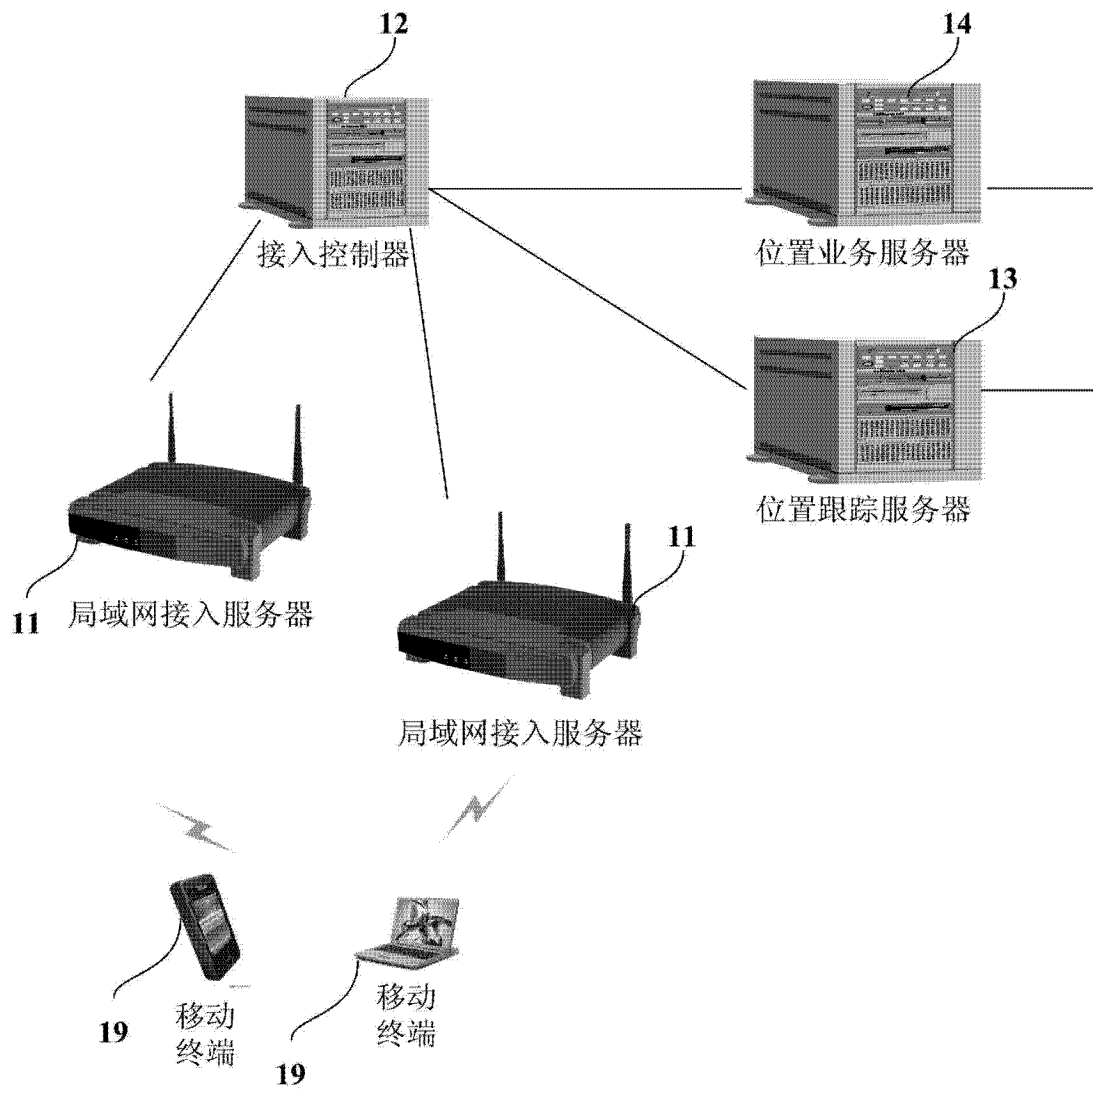 12
14
接入控制器
位置业务服务器
13
位置跟踪服务器
11
11
局域网接入服务器
局域网接入服务器
移动
终端
19
移动
终端
19